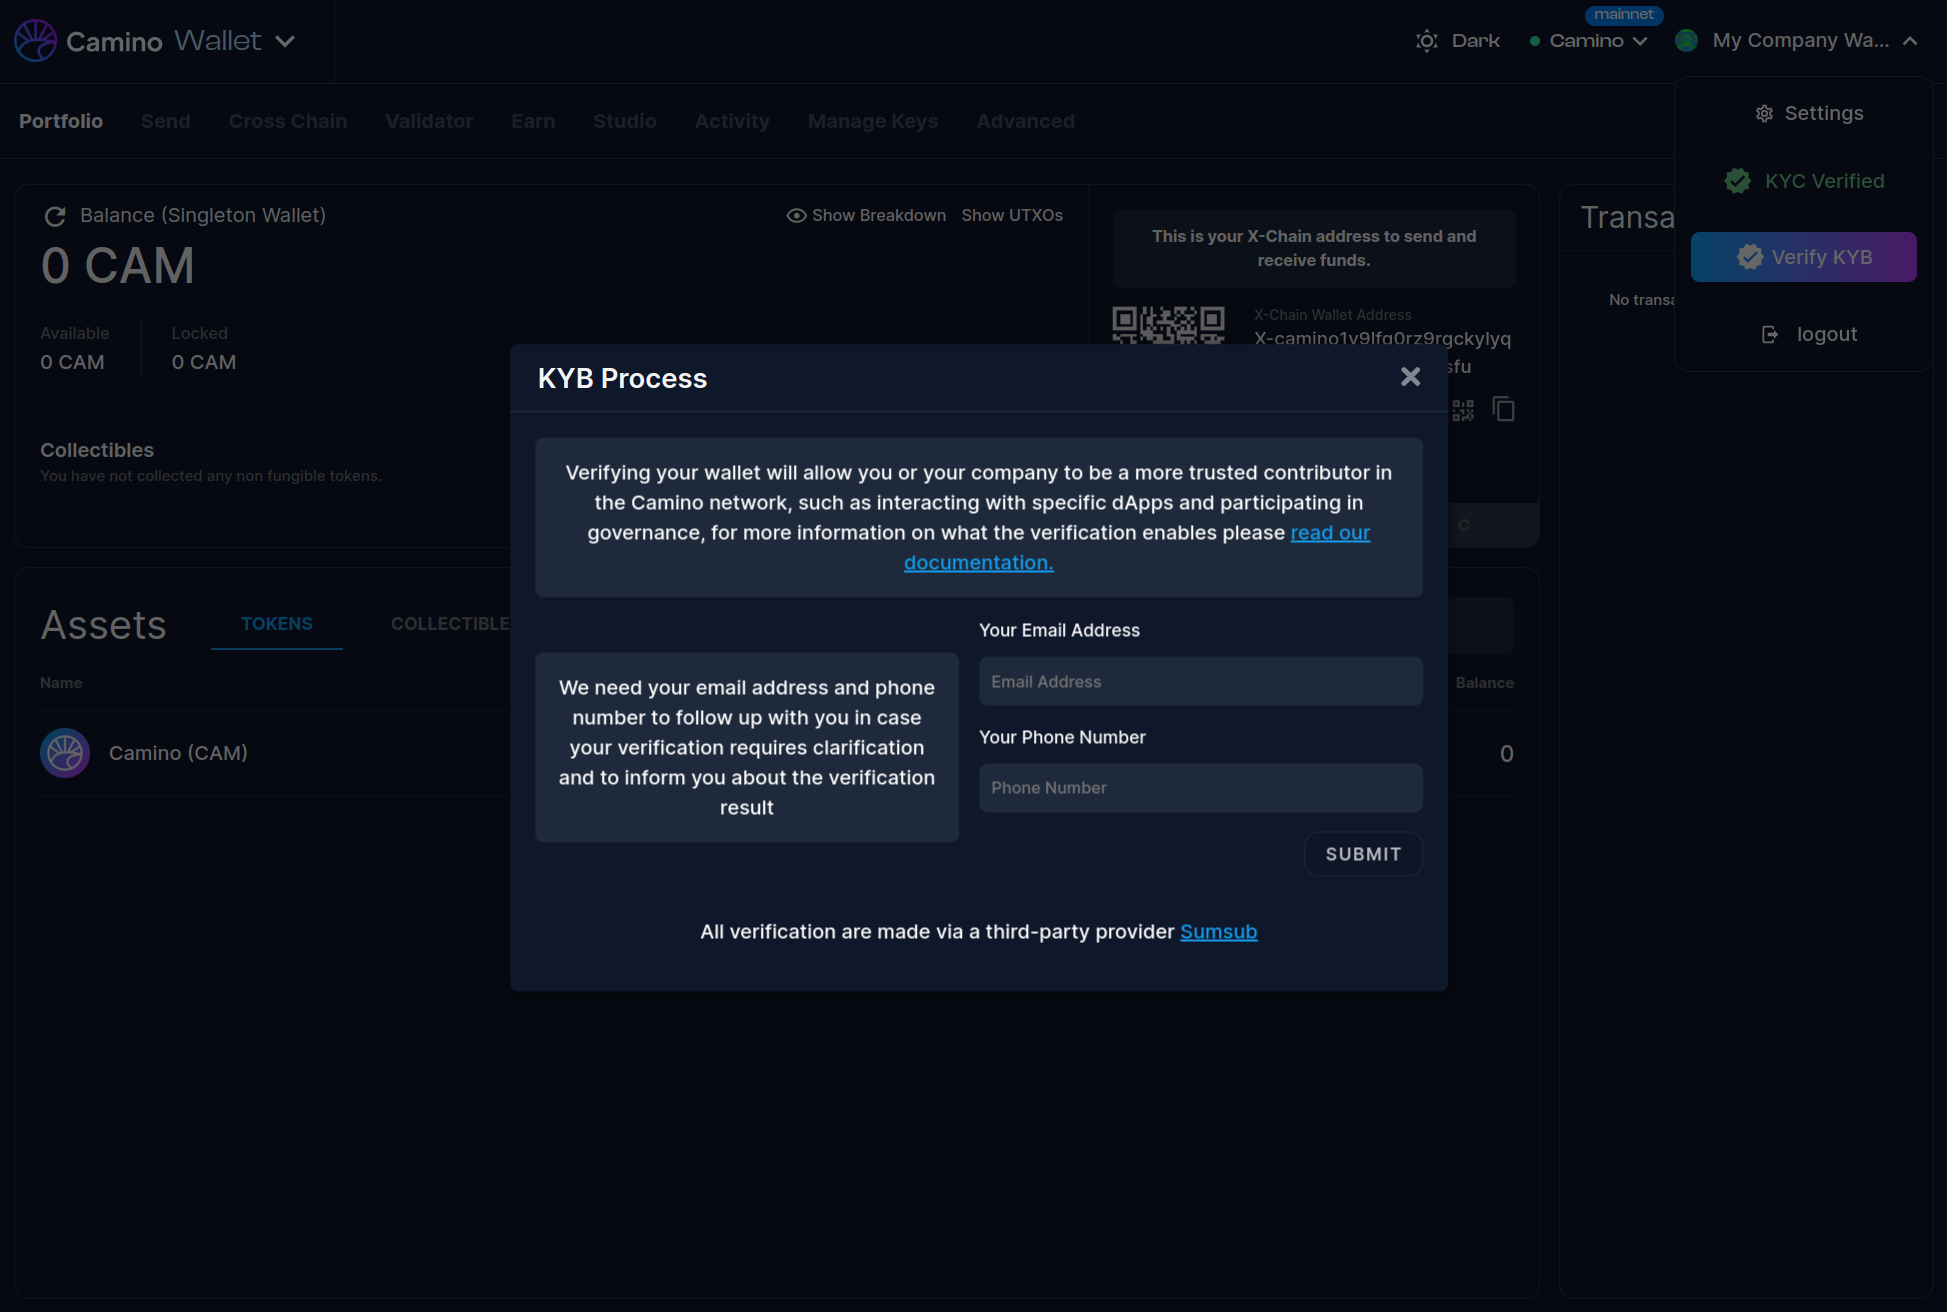 Camino Wallet
mainnet
Dark
Camino
My Company Wa...
Portfolio
Send
Cross Chain
Validator
Earn
Studio
Activity
Manage Keys
Advanced
Settings
KYC Verified
Verify KYB
logout
Balance (Singleton Wallet)
Show Breakdown
Show UTXOs
0 CAM
Available
0 CAM
Locked
0 CAM
Collectibles
You have not collected any non fungible tokens.
This is your X-Chain address to send and
receive funds.
X-Chain Wallet Address
sfu
C
Transa
No transa
KYB Process
Verifying your wallet will allow you or your company to be a more trusted contributor in
the Camino network, such as interacting with specific dApps and participating in
governance, for more information on what the verification enables please read our
documentation.
We need your email address and phone
number to follow up with you in case
your verification requires clarification
and to inform you about the verification
result
Your Email Address
Email Address
Your Phone Number
Phone Number
SUBMIT
All verification are made via a third-party provider Sumsub
Assets
TOKENS
COLLECTIBLE
Name
Balance
Camino (CAM)
0